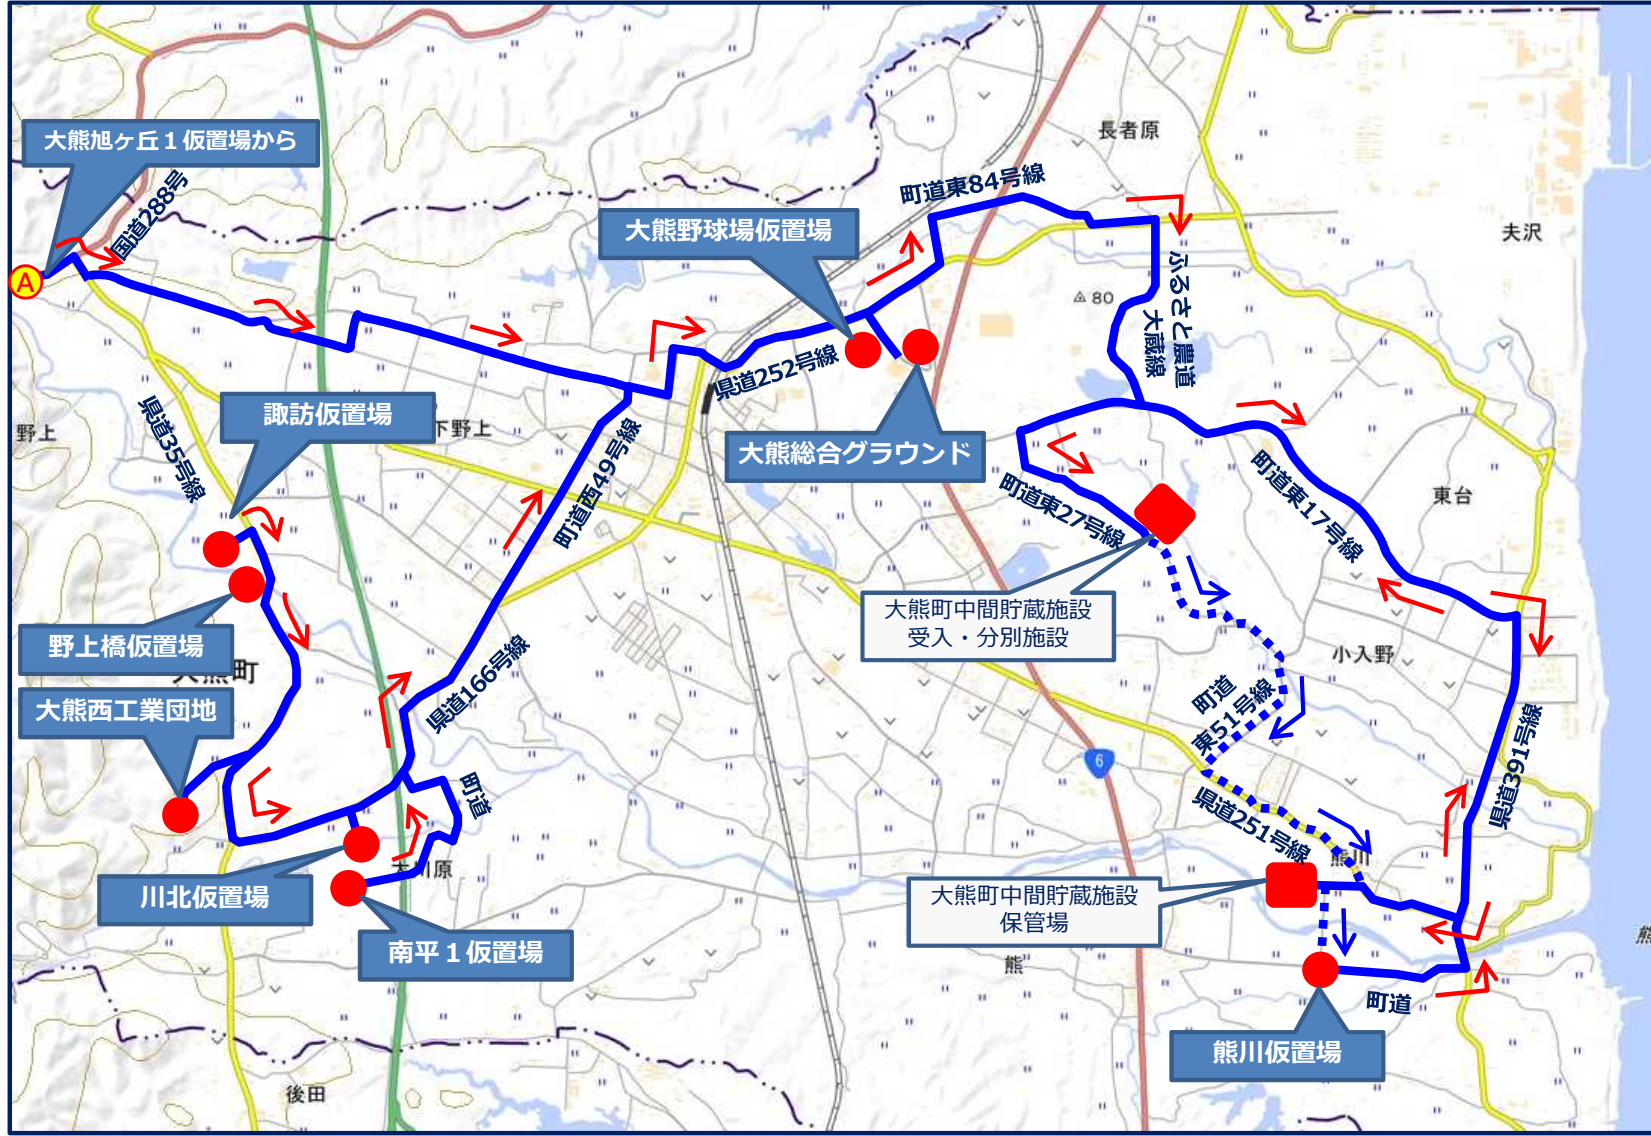 長者原
大熊旭ヶ丘１仮置場から
国道288号
町道東84号線
大熊野球場仮置場
夫沢
A
80
ふるさと農道
大蔵線
県道252号線
諏訪仮置場
県道35号線
野上
下野上
大熊総合グラウンド
町道西49号線
町道東27号線
町道東17号線
東台
大熊町中間貯蔵施設
受入・分別施設
野上橋仮置場
小入野
大熊町
県道166号線
町道
東51号線
大熊西工業団地
県道391号線
6
町道
県道251号線
熊川
大川原
川北仮置場
大熊町中間貯蔵施設
保管場
南平１仮置場
熊
熊
町道
熊川仮置場
後田